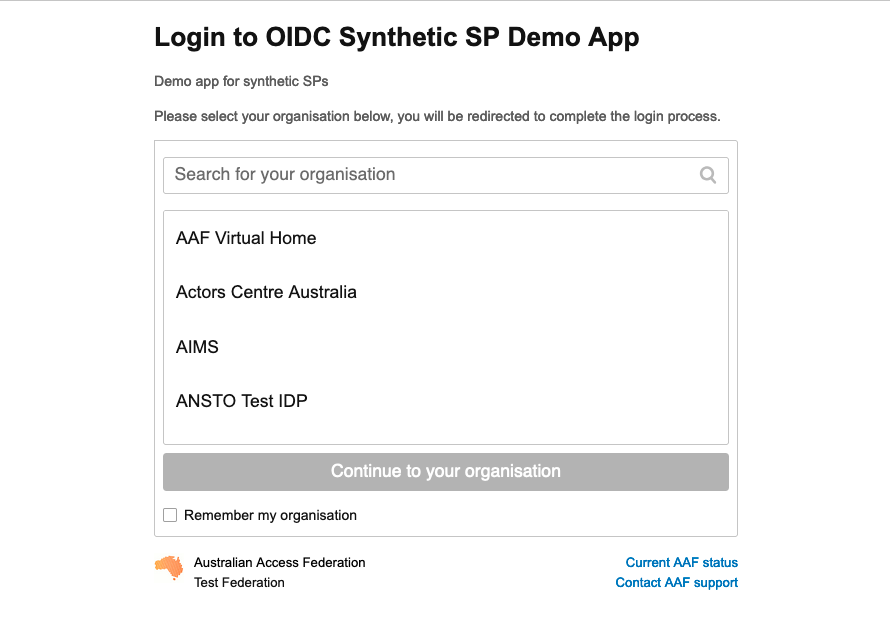 Login to OIDC Synthetic SP Demo App
Demo app for synthetic SPs
Please select your organisation below, you will be redirected to complete the login process.
Search for your organisation
AAF Virtual Home
Actors Centre Australia
AIMS
ANSTO Test IDP
Continue to your organisation
Remember my organisation
Australian Access Federation
Test Federation
Current AAF status
Contact AAF support